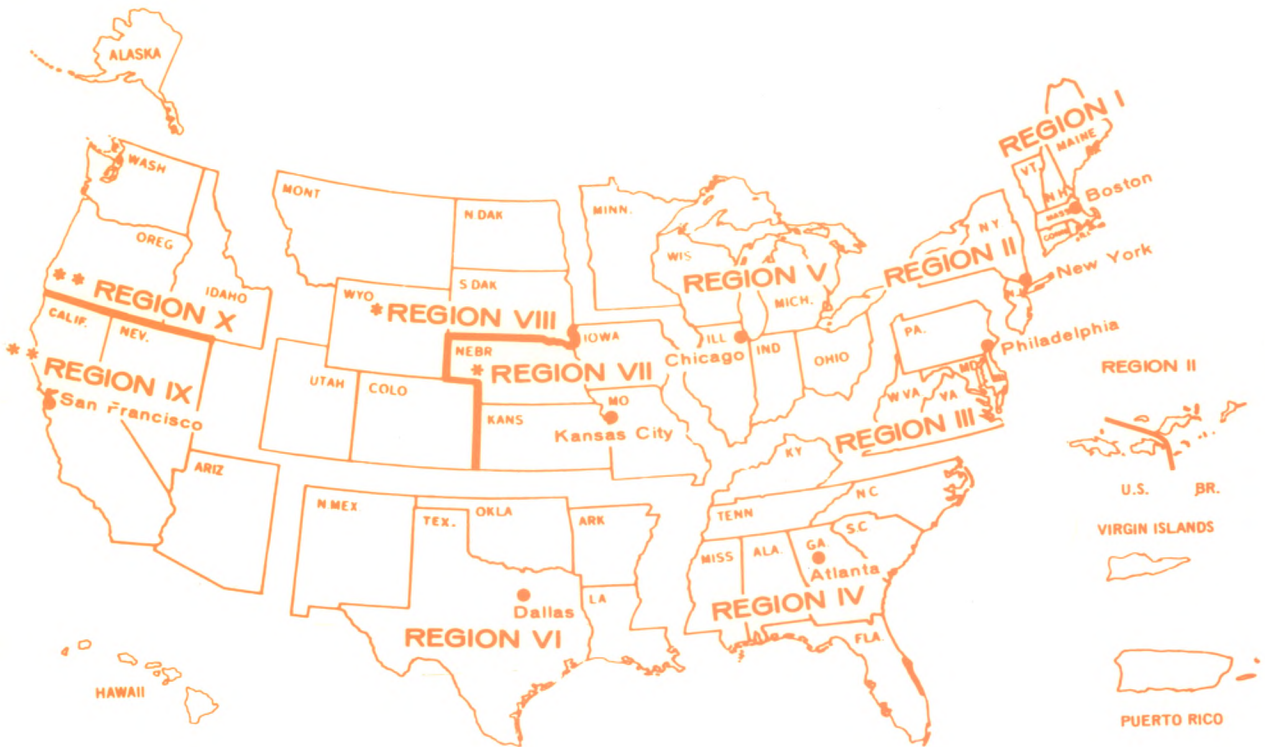 ALASKA
REGION I
MAINE
VT.
N H
MASS
CONN
R.I.
Boston
WASH
MONT
N DAK
MINN.
OREG
N Y
WIS
REGION II
New York
N.J.
** REGION X
IDAHO
WYO
S DAK
REGION V
MICH.
* REGION VIII
CALIF.
NEV.
NEBR
IOWA
ILL
Chicago
IND
OHIO
PA.
Philadelphia
** REGION IX
UTAH
COLO
* REGION VII
MD
REGION II
San Francisco
KANS
MO
Kansas City
W VA
VA
REGION III
KY
ARIZ
U.S.
BR.
N MEX
TEX.
OKLA
ARK
TENN
N C
S.C
VIRGIN ISLANDS
MISS
ALA.
GA.
Atlanta
Dallas
LA
REGION IV
REGION VI
FLA.
HAWAII
PUERTO RICO